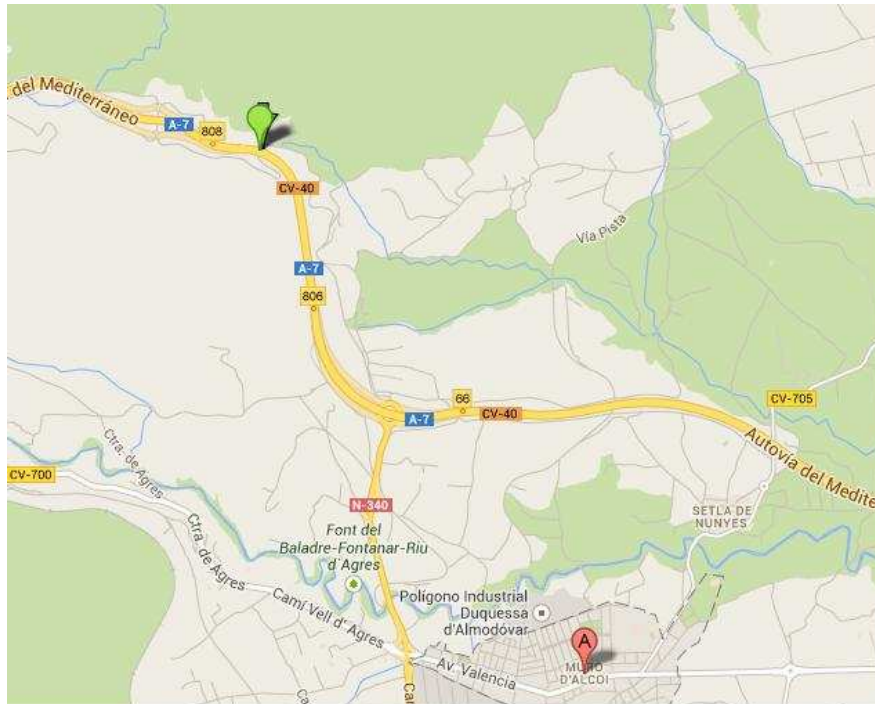 del Mediterráneo
A-7
808
CV-40
Vía Pista
A-7
806
66
CV-705
A-7
CV-40
Autovía del Medite
Ctra. de Agres
CV-700
N-340
SETLA DE
NUNYES
Ctra. de Agres
Font del
Baladre-Fontanar-Riu
d'Agres
Camí Vell d' Agres
Polígono Industrial
Duquessa
d'Almodóvar
A
MURO
D'ALCOI
Av. Valencia
Ca